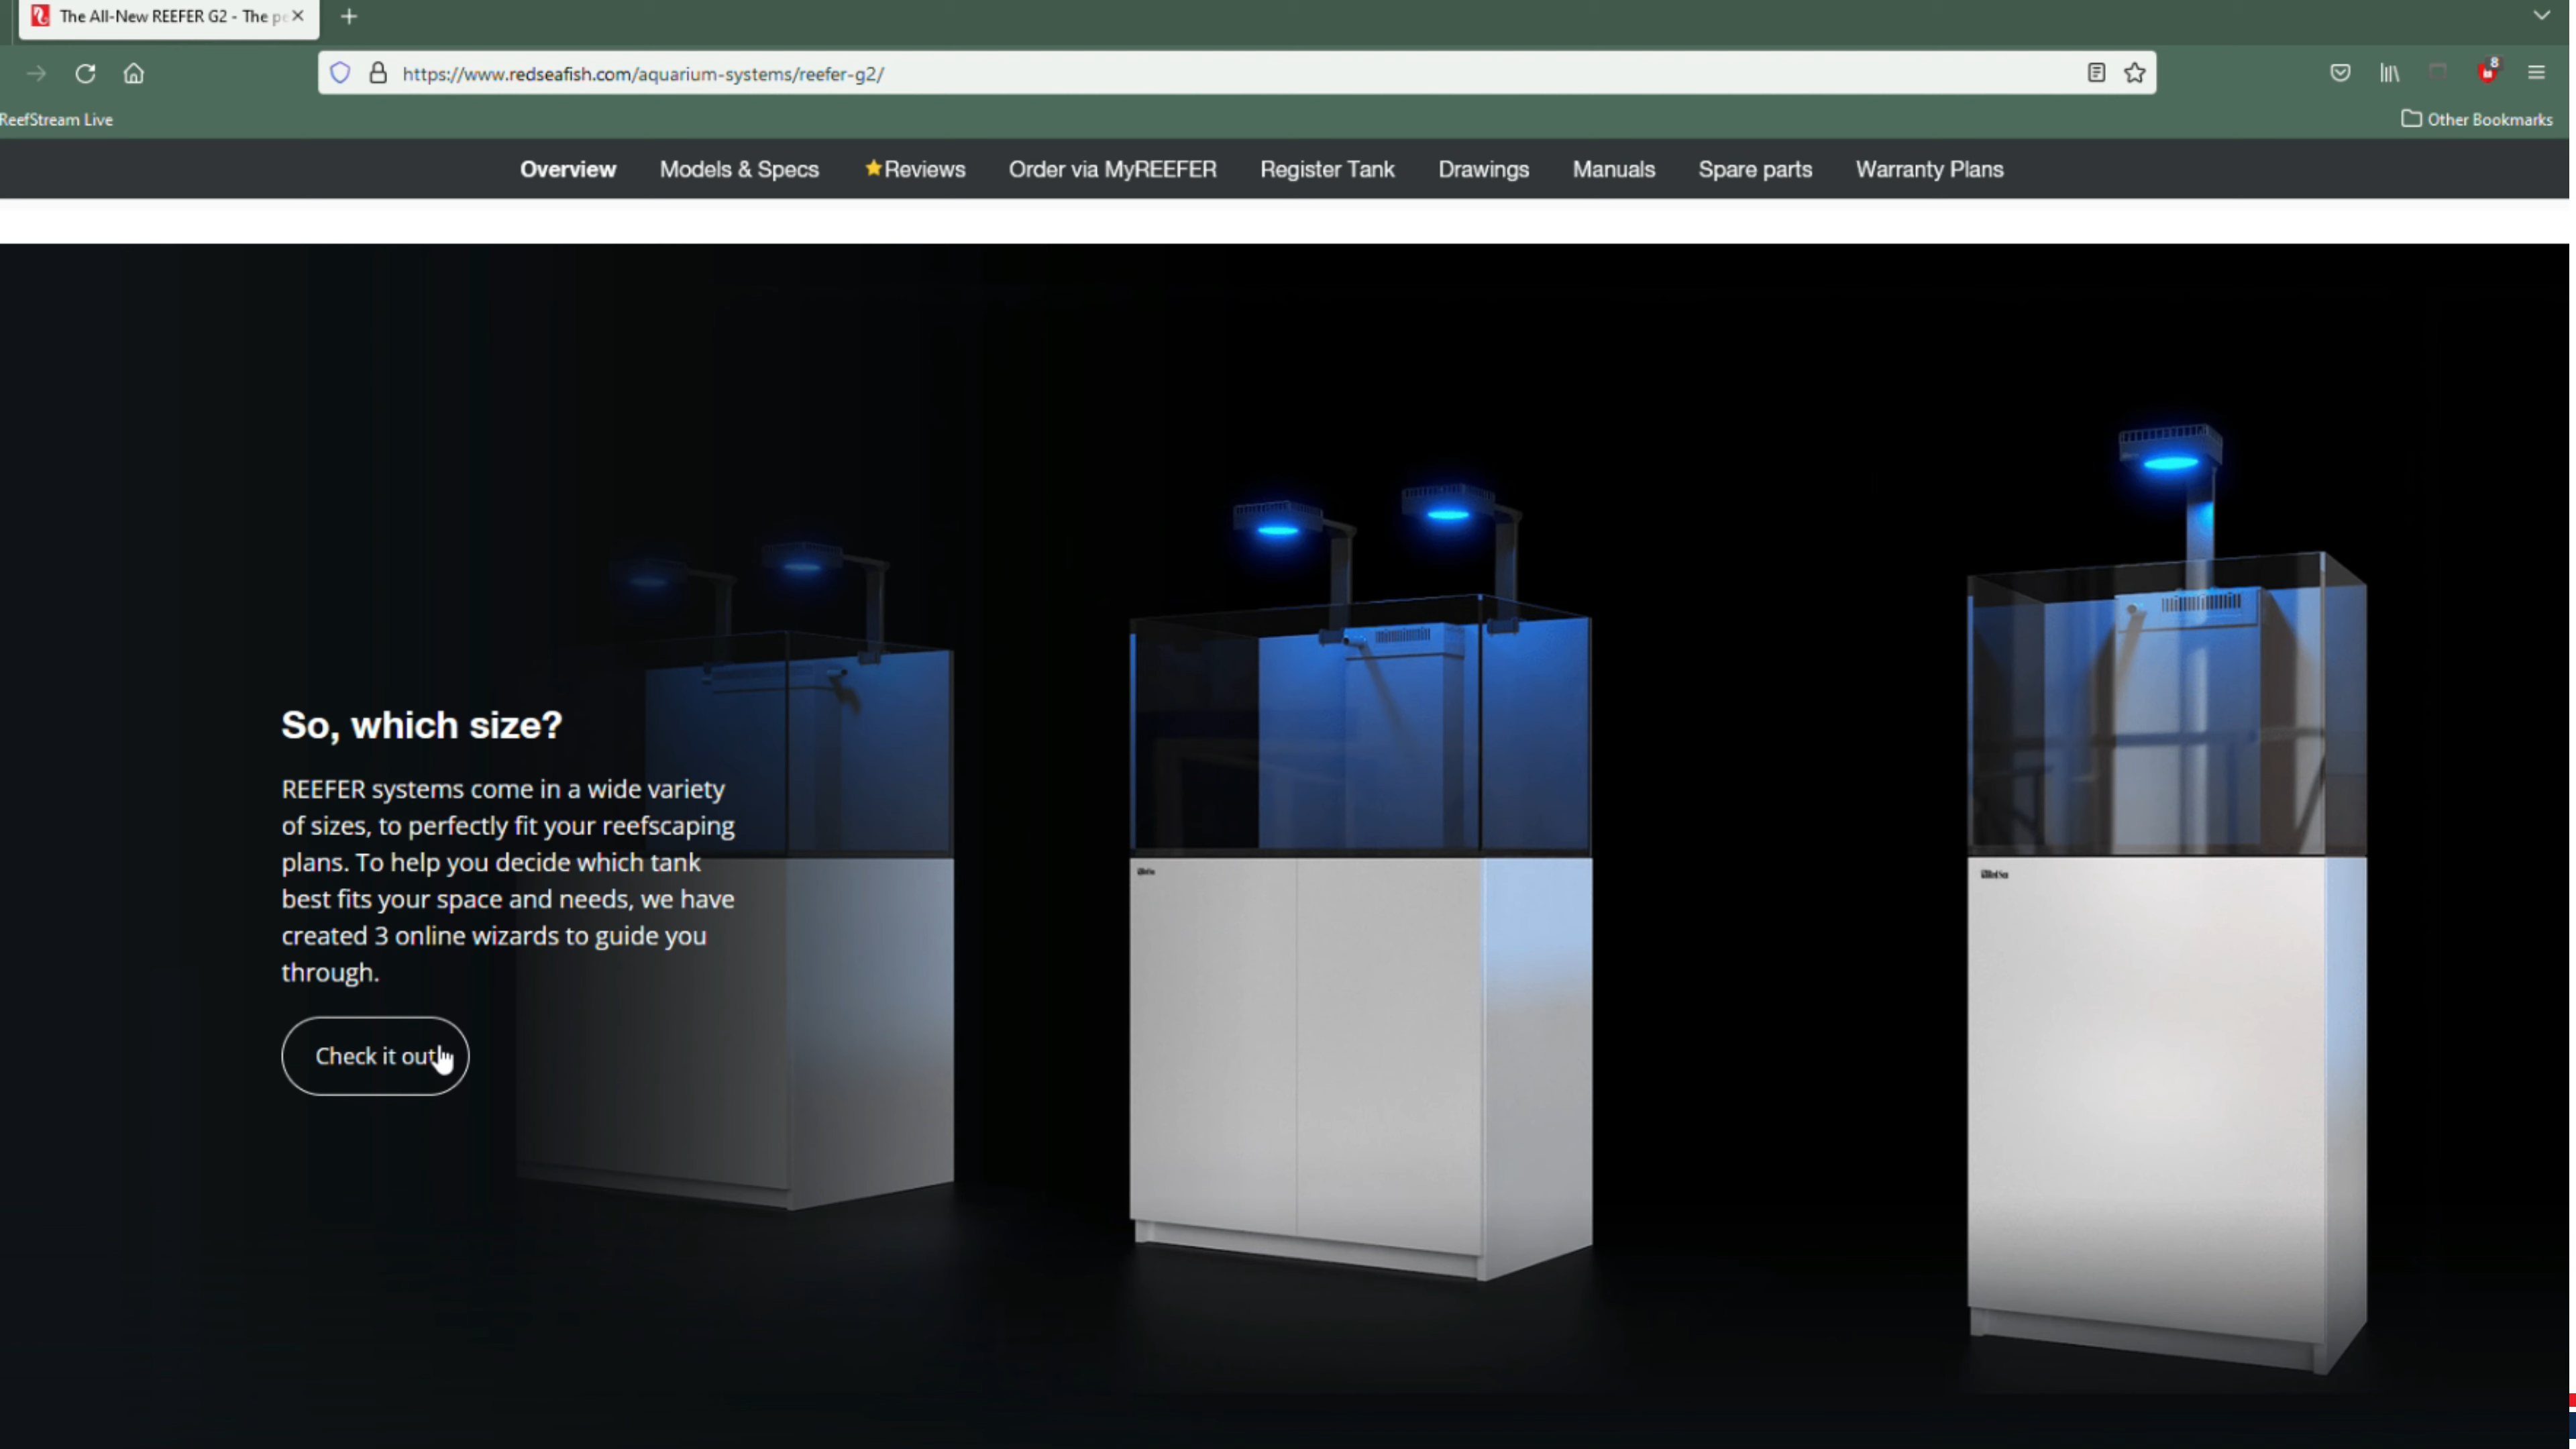 The All-New REEFER G2 - The p
https://www.redseafish.com/aquarium-systems/reefer-g2/
8
ReefStream Live
Other Bookmarks
Overview
Models & Specs
⭐Reviews
Order via MyREEFER
Register Tank
Drawings
Manuals
Spare parts
Warranty Plans
So, which size?
REEFER systems come in a wide variety
of sizes, to perfectly fit your reefscaping
plans. To help you decide which tank
best fits your space and needs, we have
created 3 online wizards to guide you
through.
Check it out